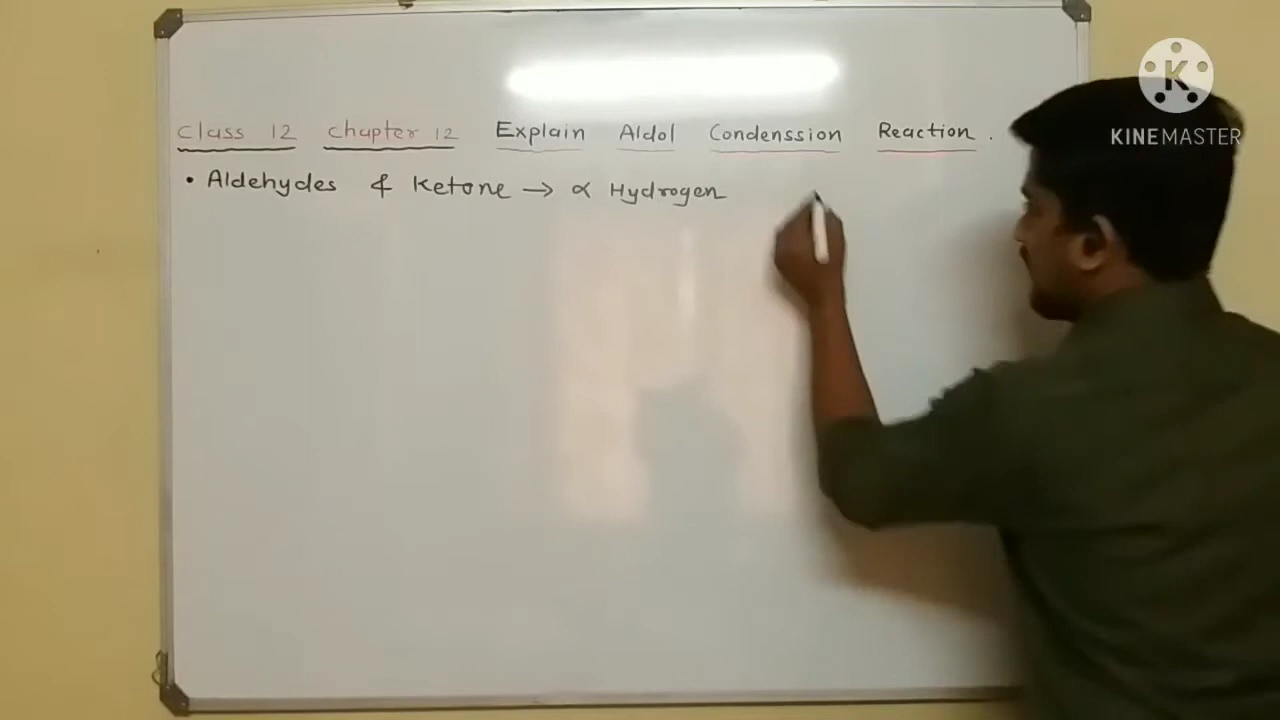 Class 12 Chapter 12 Explain Aldol Condenssion Reaction.
• Aldehydes & Ketone → α Hydrogen
K
KINEMASTER